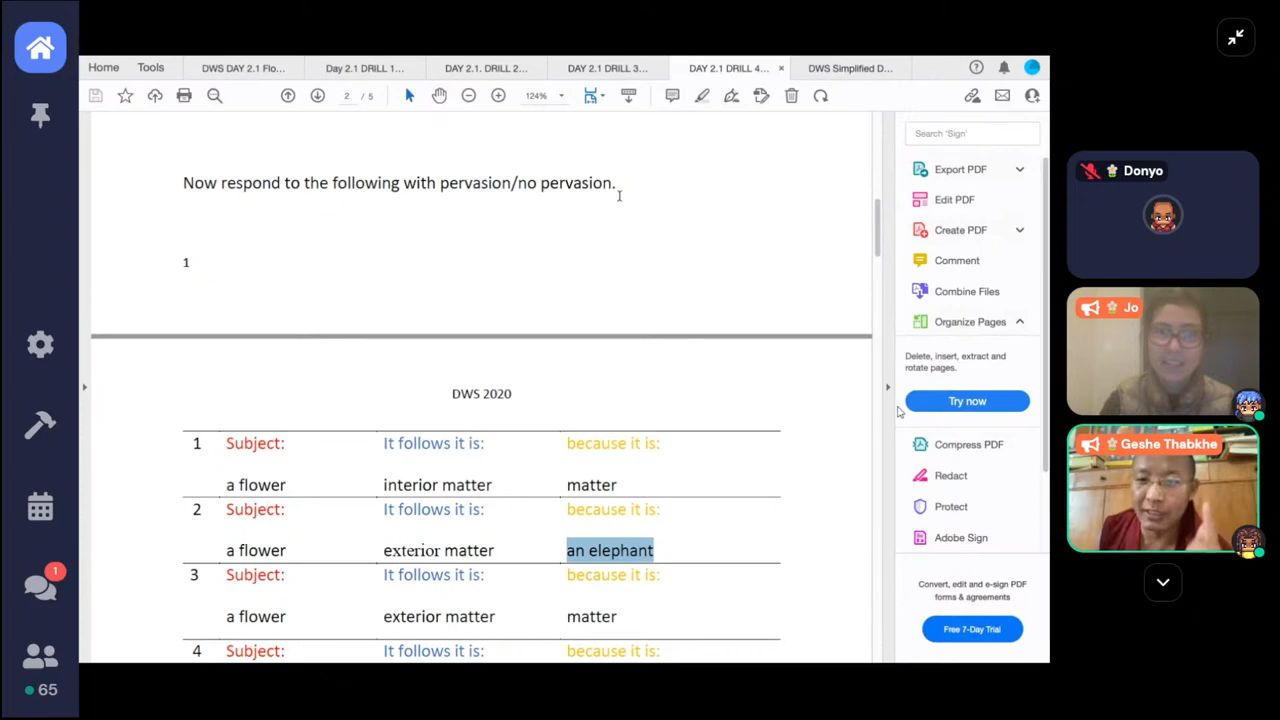 Home
Tools
DWS DAY 2.1 Flo...
Day 2.1 DRILL 1...
DAY 2.1. DRILL 2...
DAY 2.1 DRILL 3...
DAY 2.1 DRILL 4...
DWS Simplified D...
2 / 5
124%
Now respond to the following with pervasion/no pervasion.
1
DWS 2020
1 Subject: It follows it is: because it is:
a flower interior matter matter
2 Subject: It follows it is: because it is:
a flower exterior matter an elephant
3 Subject: It follows it is: because it is:
a flower exterior matter matter
4 Subject: It follows it is: because it is:
Search 'Sign'
Export PDF
Edit PDF
Create PDF
Comment
Combine Files
Organize Pages
Delete, insert, extract and
rotate pages.
Try now
Compress PDF
Redact
Protect
Adobe Sign
Convert, edit and e-sign PDF
forms & agreements
Free 7-Day Trial
Donyo
Jo
Geshe Thabkhe
1
65